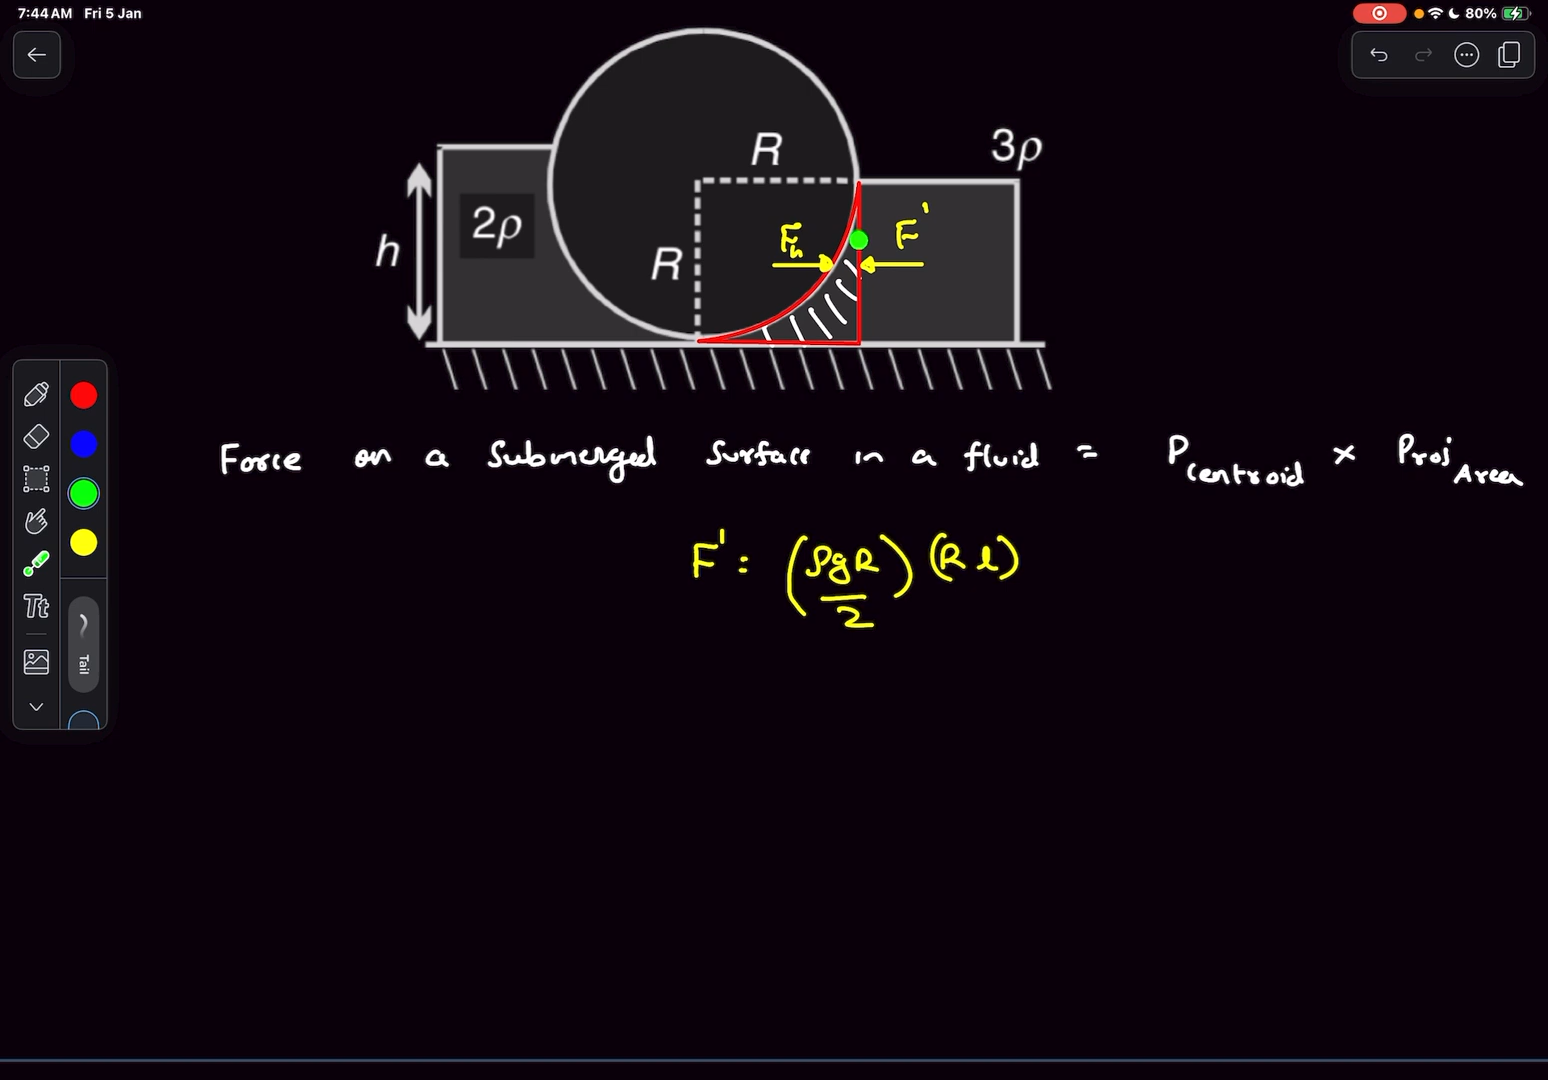 7:44 AM Fri 5 Jan
80%
R
3ρ
2ρ
h
R
F_h
F'
Force on a Submerged Surface in a fluid = P_centroid × Proj_Area
F' = (ρgR/2) (R l)
Tt
Tail